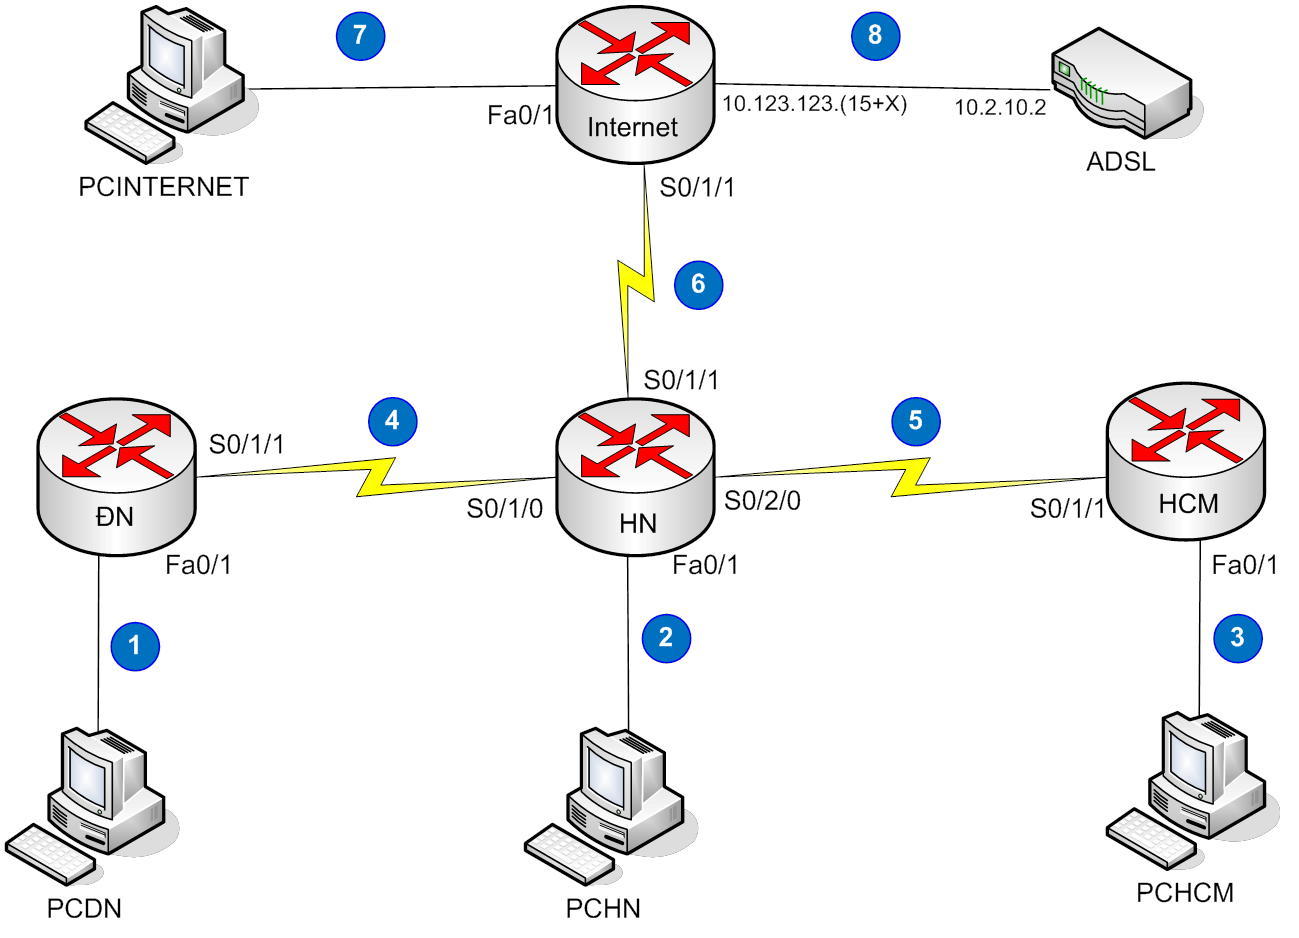 7
8
Fa0/1
Internet
10.123.123.(15+X)
10.2.10.2
PCINTERNET
ADSL
S0/1/1
6
S0/1/1
4
5
S0/1/1
ĐN
S0/1/0
HN
S0/2/0
S0/1/1
HCM
Fa0/1
Fa0/1
Fa0/1
1
2
3
PCDN
PCHN
PCHCM